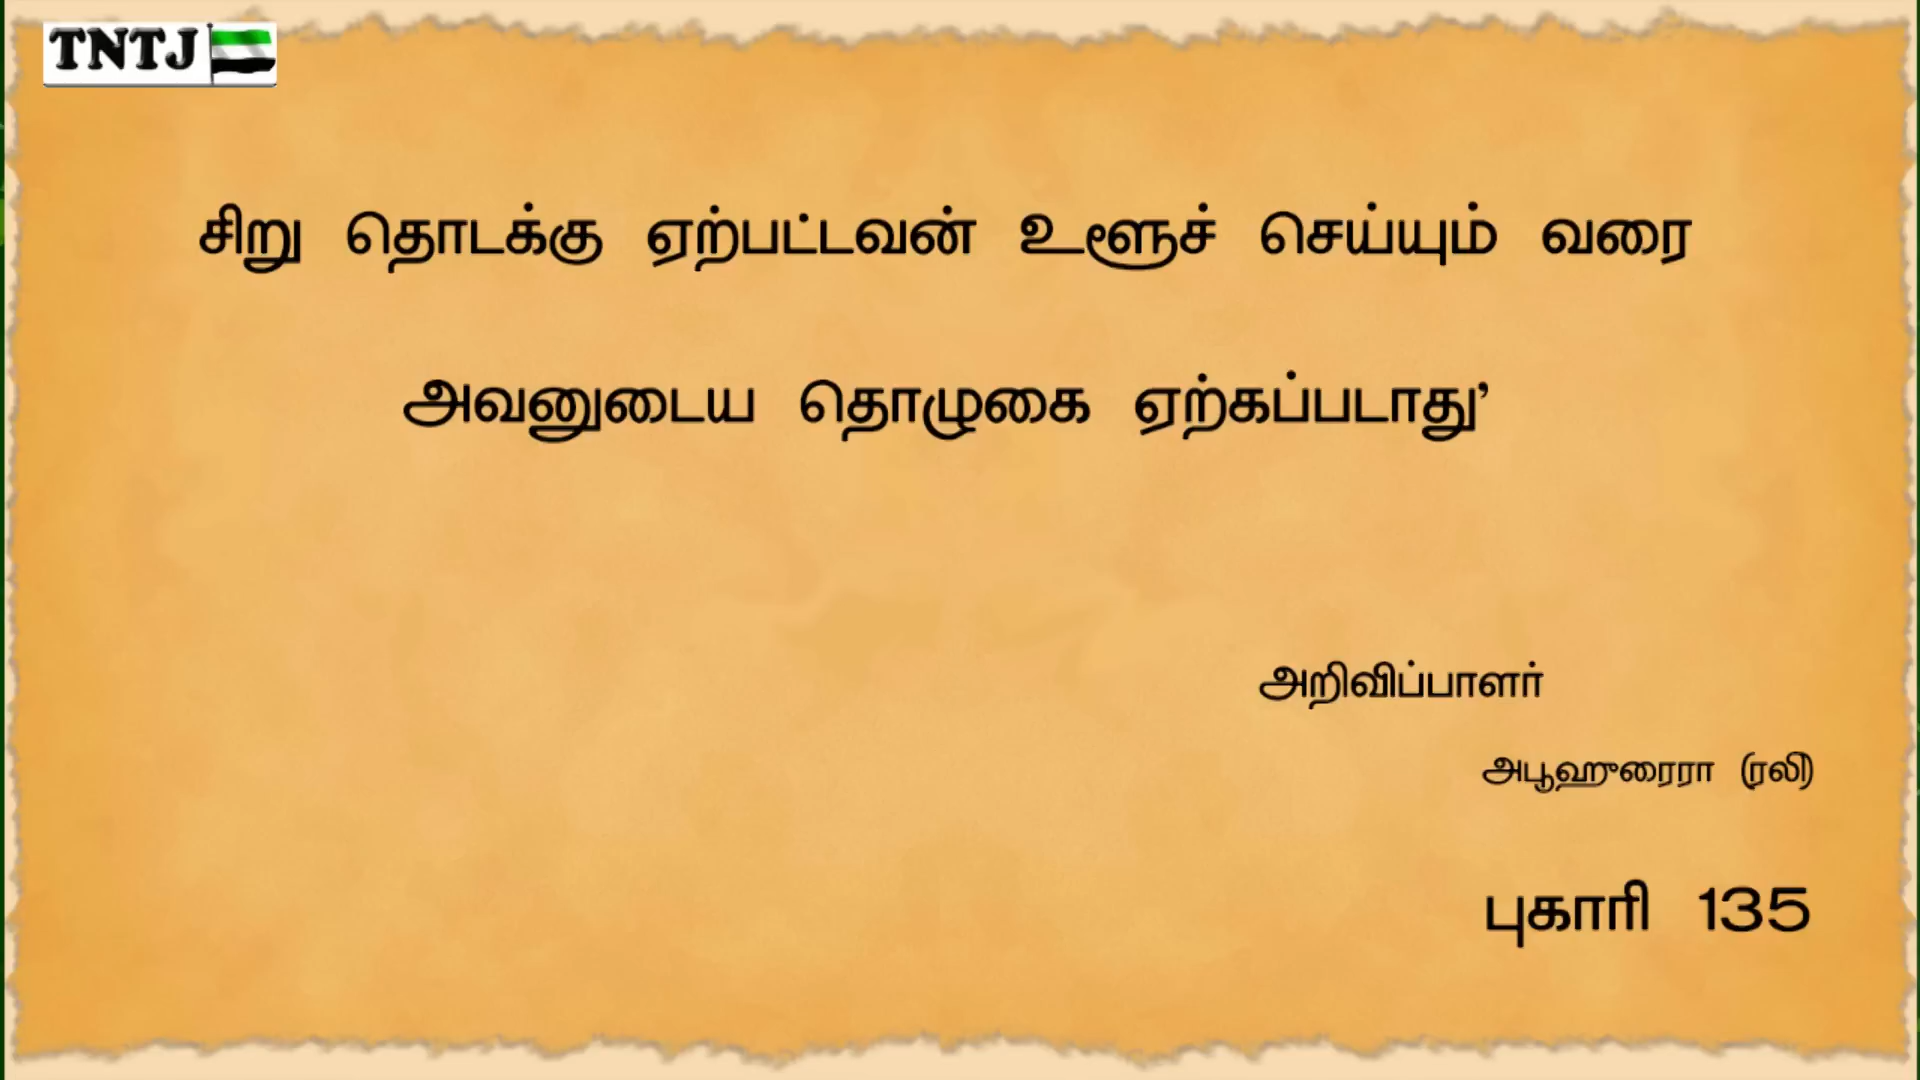 TNTJ
சிறு தொடக்கு ஏற்பட்டவன் உளூச் செய்யும் வரை
அவனுடைய தொழுகை ஏற்கப்படாது’
அறிவிப்பாளர்
அபூஹுரைரா (ரலி)
புகாரி 135